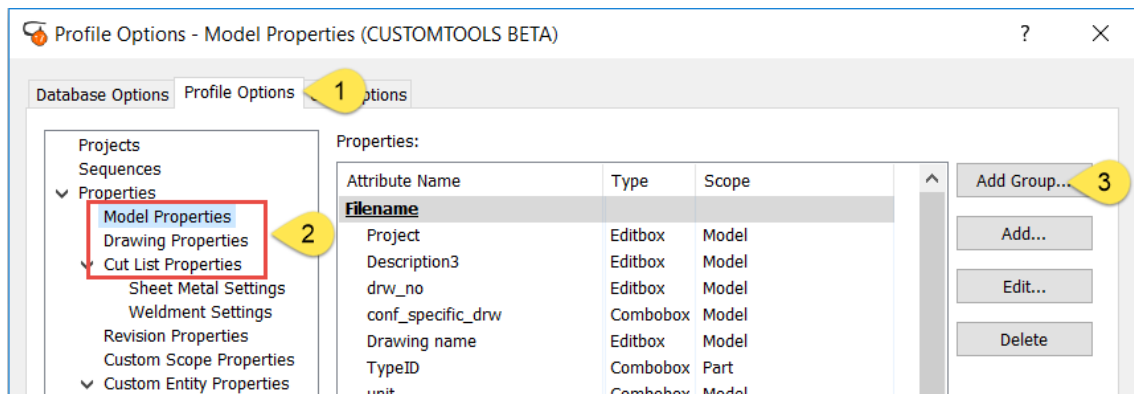 Profile Options - Model Properties (CUSTOMTOOLS BETA) ? ×
Database Options Profile Options 1 ptions
Projects
Sequences
Properties
Model Properties
Drawing Properties
2
Cut List Properties
Sheet Metal Settings
Weldment Settings
Revision Properties
Custom Scope Properties
Custom Entity Properties
Properties:
Attribute Name Type Scope
Filename
Project Editbox Model
Description3 Editbox Model
drw_no Editbox Model
conf_specific_drw Combobox Model
Drawing name Editbox Model
TypeID Combobox Part
unit Combobox Model
Add Group... 3
Add...
Edit...
Delete